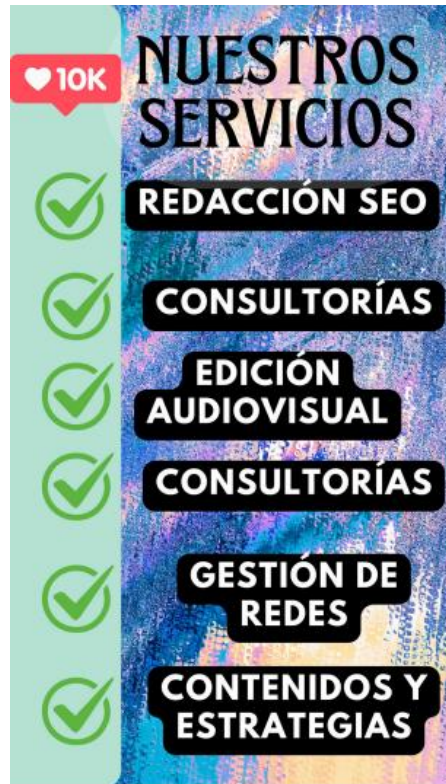 10K
NUESTROS
SERVICIOS
REDACCIÓN SEO
CONSULTORÍAS
EDICIÓN
AUDIOVISUAL
CONSULTORÍAS
GESTIÓN DE
REDES
CONTENIDOS Y
ESTRATEGIAS